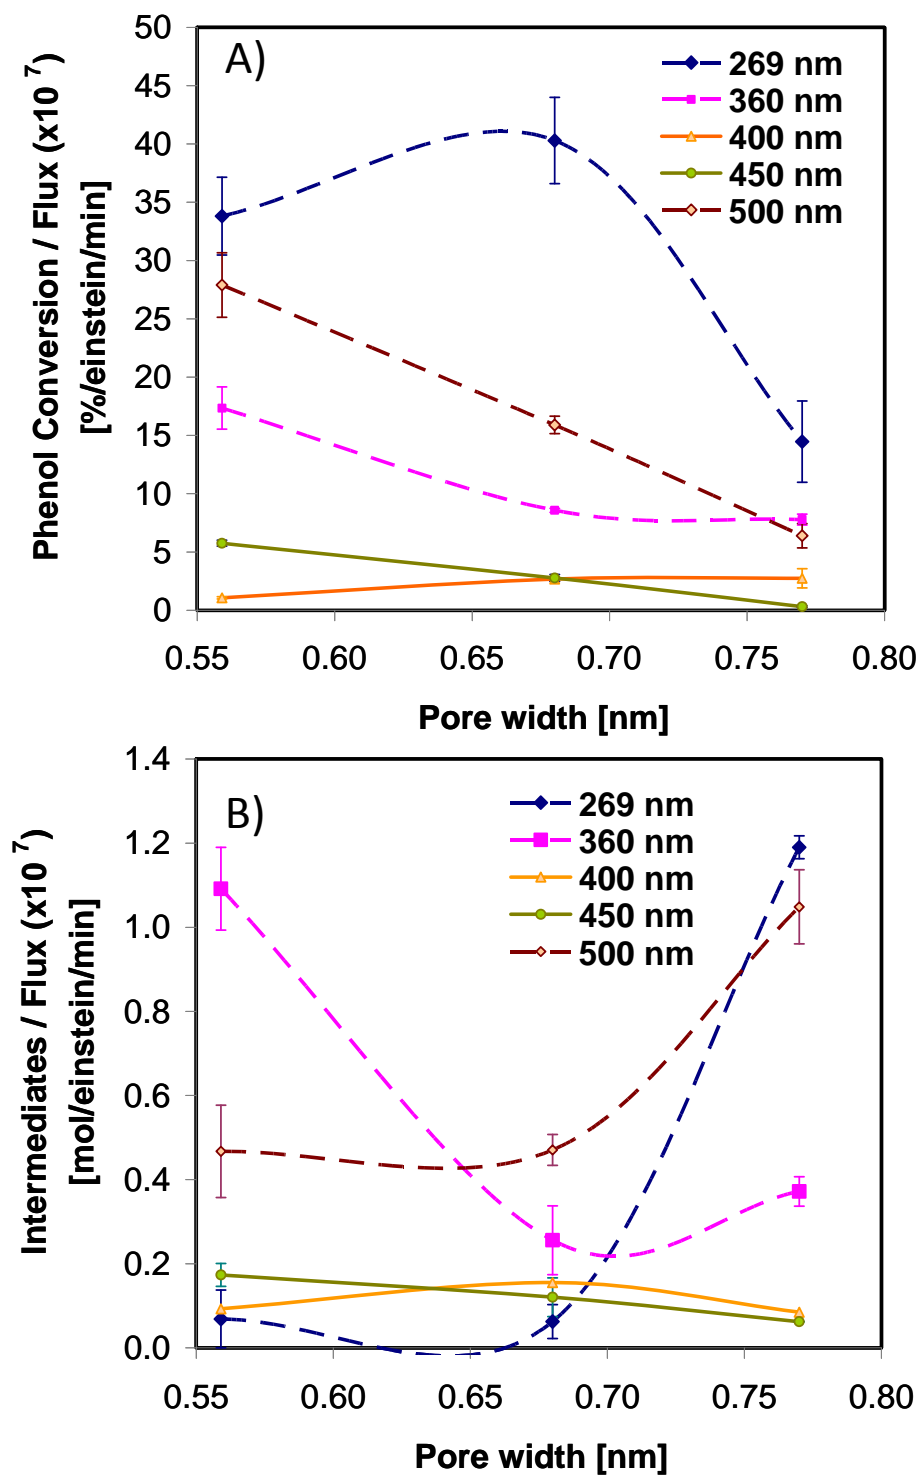 A)
269 nm
360 nm
400 nm
450 nm
500 nm
Phenol Conversion / Flux (x10 7)
[%/einstein/min]
50
45
40
35
30
25
20
15
10
5
0
0.55 0.60 0.65 0.70 0.75 0.80
Pore width [nm]
B)
269 nm
360 nm
400 nm
450 nm
500 nm
Intermediates / Flux (x10 7)
[mol/einstein/min]
1.4
1.2
1.0
0.8
0.6
0.4
0.2
0.0
0.55 0.60 0.65 0.70 0.75 0.80
Pore width [nm]